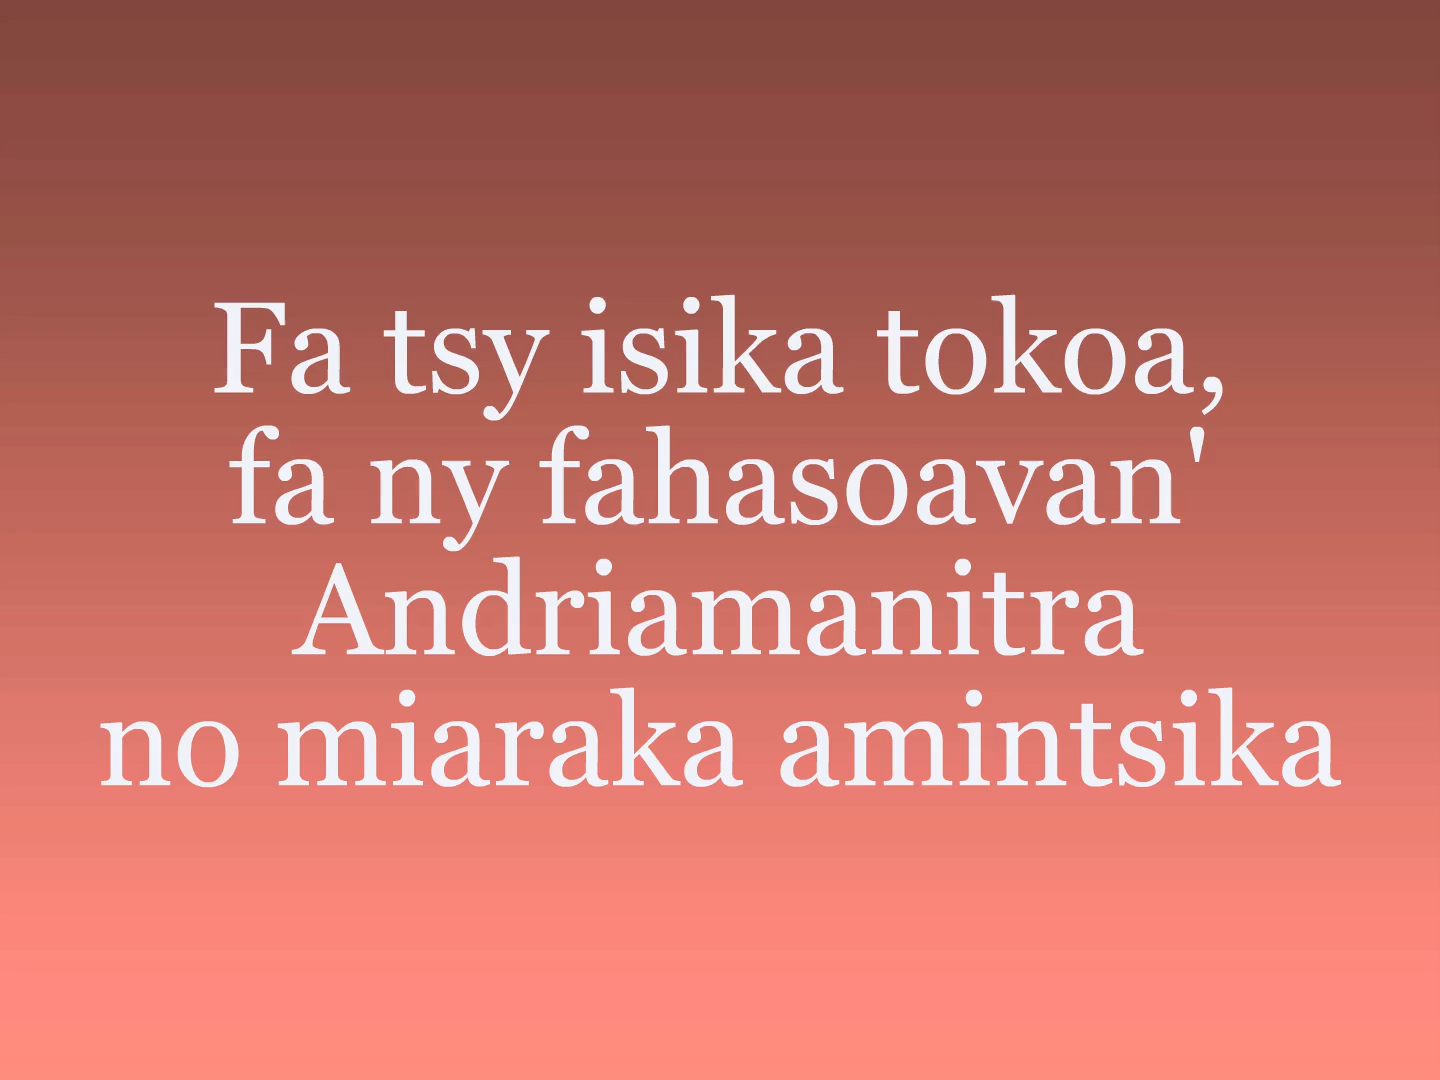 Fa tsy isika tokoa,
fa ny fahasoavan'
Andriamanitra
no miaraka amintsika